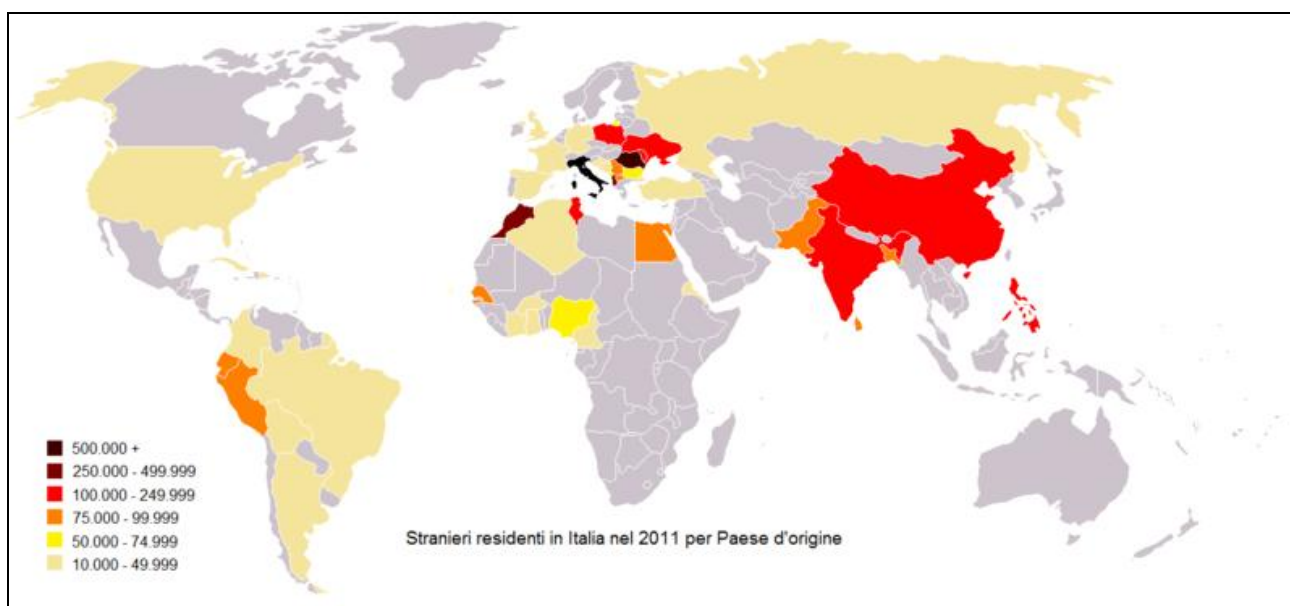 500.000 +
250.000 - 499.999
100.000 - 249.999
75.000 - 99.999
50.000 - 74.999
10.000 - 49.999
Stranieri residenti in Italia nel 2011 per Paese d'origine